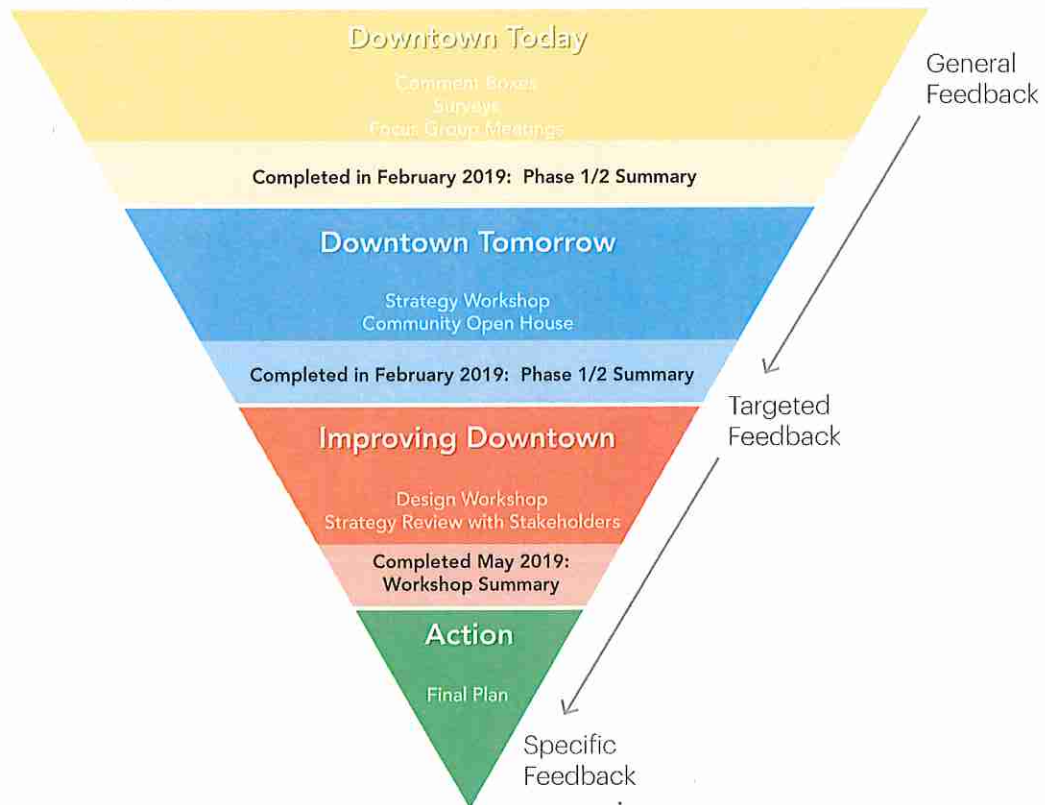 Downtown Today
Comment Boxes
Surveys
Focus Group Meetings
Completed in February 2019: Phase 1/2 Summary
Downtown Tomorrow
Strategy Workshop
Community Open House
Completed in February 2019: Phase 1/2 Summary
Improving Downtown
Design Workshop
Strategy Review with Stakeholders
Completed May 2019:
Workshop Summary
Action
Final Plan
General
Feedback
Targeted
Feedback
Specific
Feedback